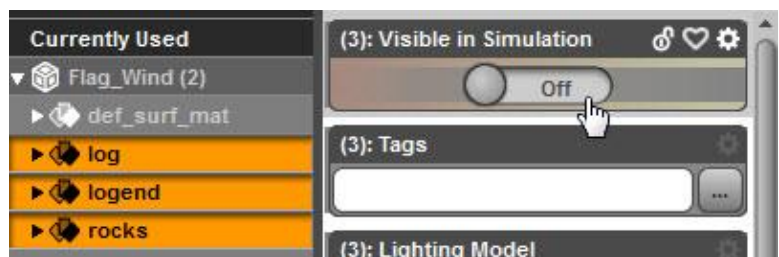 Currently Used
Flag_Wind (2)
def_surf_mat
log
logend
rocks
(3): Visible in Simulation
Off
(3): Tags
...
(3): Lighting Model